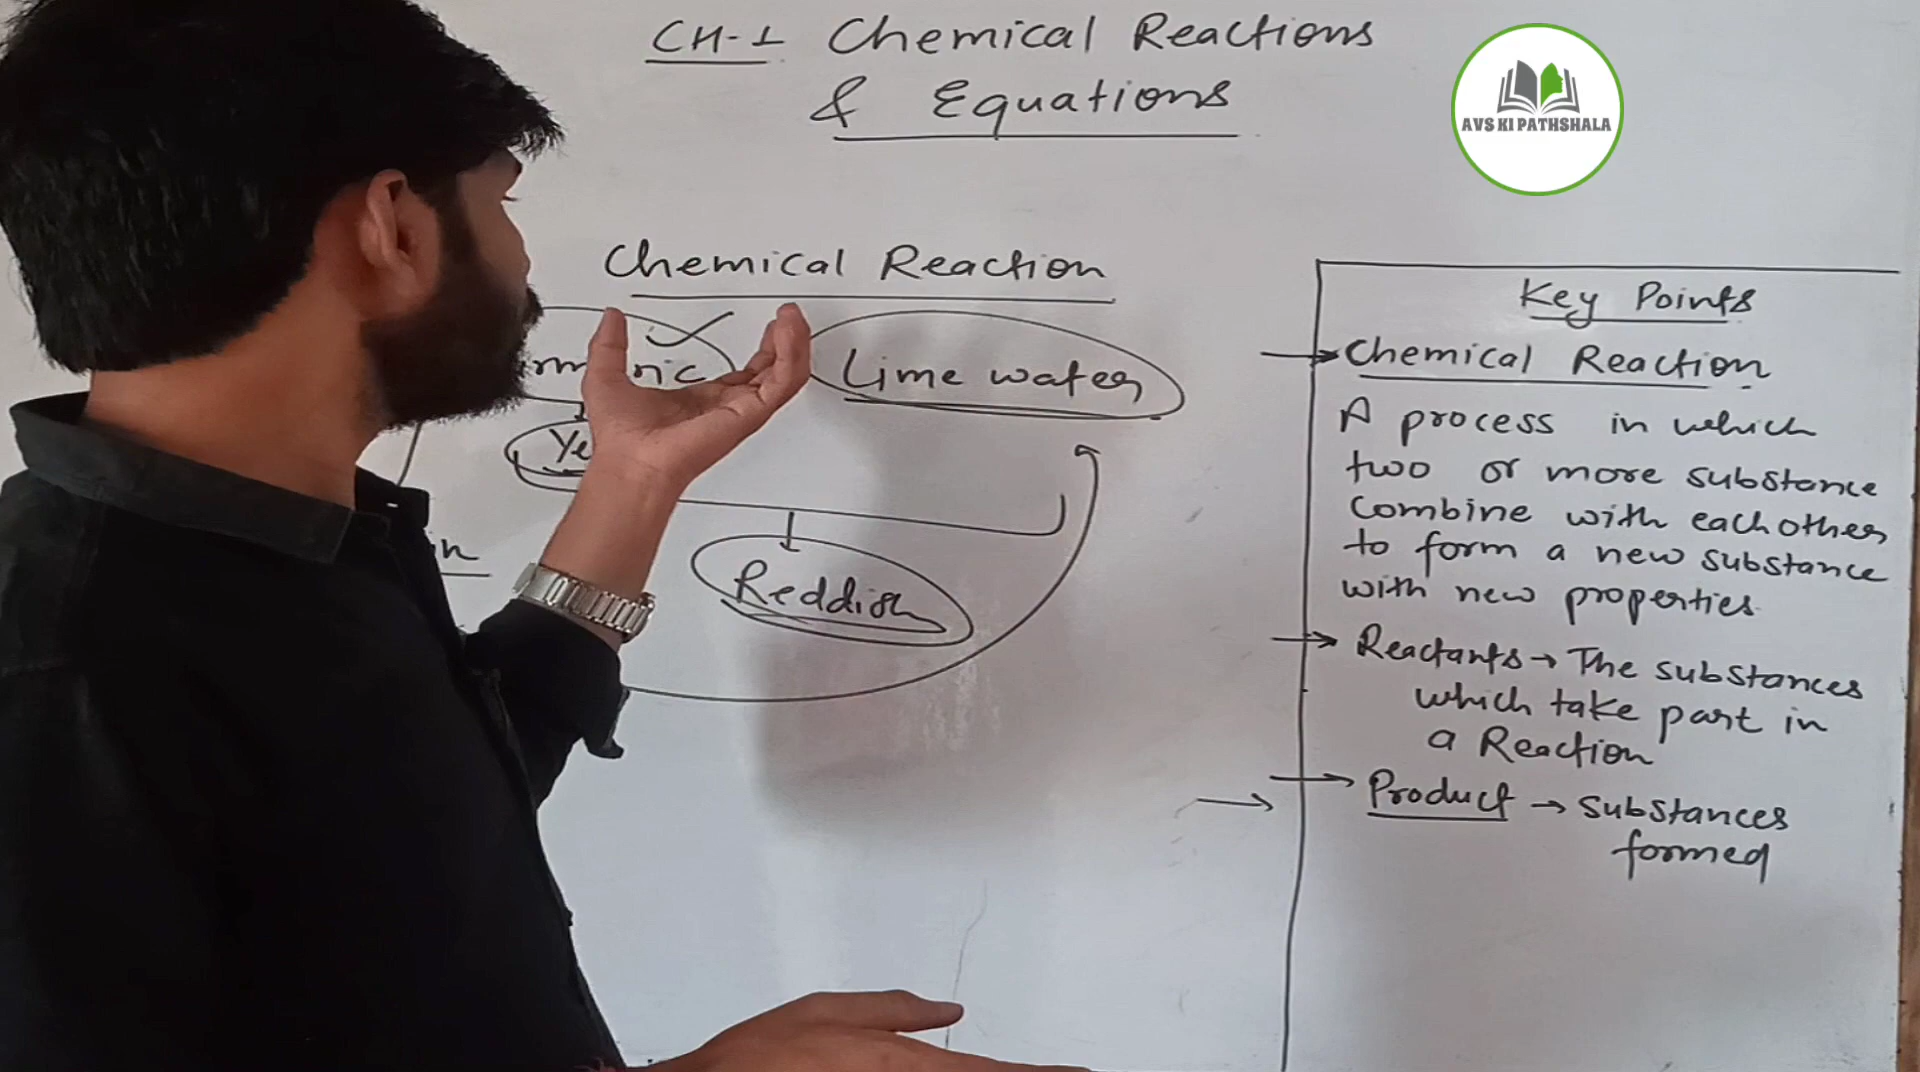 CH-1 Chemical Reactions
& Equations
AVS KI PATHSHALA
Chemical Reaction
Lime water
Reddish
Key Points
Chemical Reaction
A process in which
two or more substance
combine with each other
to form a new substance
with new properties.
Reactants → The substances
which take part in
a Reaction
Product → Substances
formed